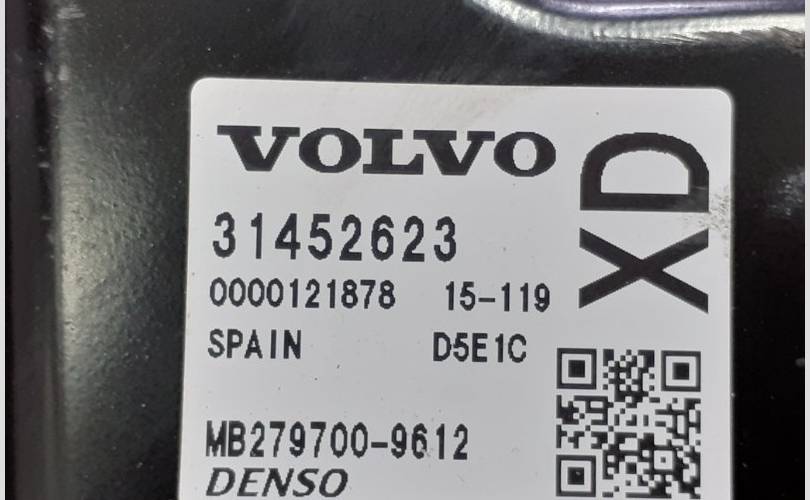 VOLVO
XD
31452623
0000121878 15-119
SPAIN D5E1C
MB279700-9612
DENSO